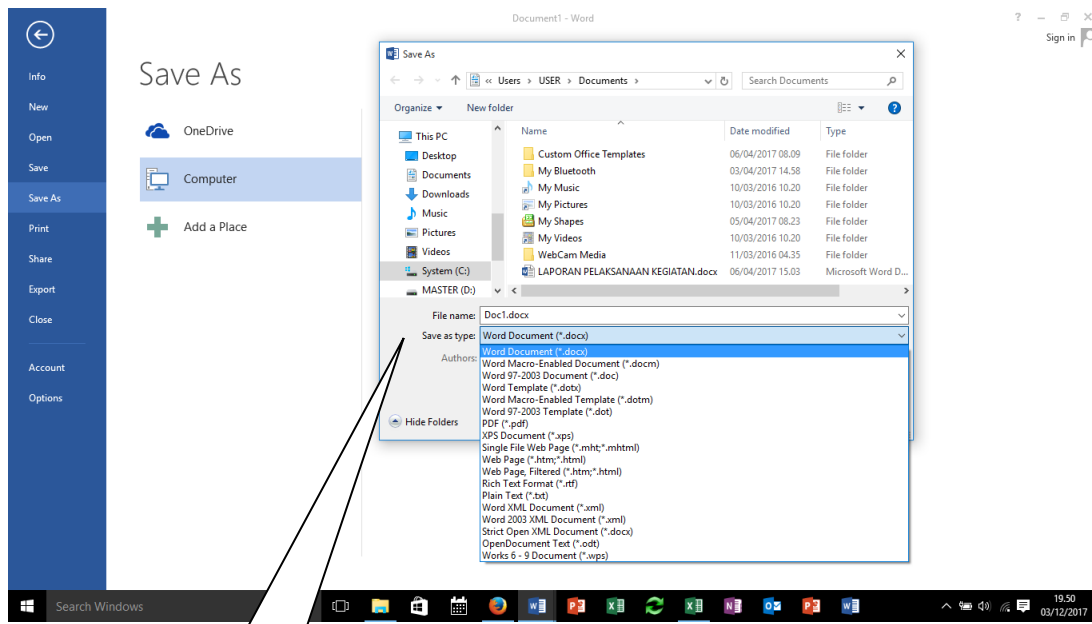 Document1 - Word
?
Sign in
Info
New
Open
Save
Save As
Print
Share
Export
Close
Account
Options
Save As
OneDrive
Computer
Add a Place
Save As
« Users › USER › Documents ›
Search Documents
Organize
New folder
?
This PC
Desktop
Documents
Downloads
Music
Pictures
Videos
System (C:)
MASTER (D:)
Name Date modified Type
Custom Office Templates 06/04/2017 08.09 File folder
My Bluetooth 03/04/2017 14.58 File folder
My Music 10/03/2016 10.20 File folder
My Pictures 10/03/2016 10.20 File folder
My Shapes 05/04/2017 08.23 File folder
My Videos 10/03/2016 10.20 File folder
WebCam Media 11/03/2016 04.35 File folder
LAPORAN PELAKSANAAN KEGIATAN.docx 06/04/2017 15.03 Microsoft Word D...
File name: Doc1.docx
Save as type: Word Document (*.docx)
Authors:
Word Document (*.docx)
Word Macro-Enabled Document (*.docm)
Word 97-2003 Document (*.doc)
Word Template (*.dotx)
Word Macro-Enabled Template (*.dotm)
Word 97-2003 Template (*.dot)
PDF (*.pdf)
XPS Document (*.xps)
Single File Web Page (*.mht;*.mhtml)
Web Page (*.htm;*.html)
Web Page, Filtered (*.htm;*.html)
Rich Text Format (*.rtf)
Plain Text (*.txt)
Word XML Document (*.xml)
Word 2003 XML Document (*.xml)
Strict Open XML Document (*.docx)
OpenDocument Text (*.odt)
Works 6 - 9 Document (*.wps)
Hide Folders
Search Windows
19.50
03/12/2017